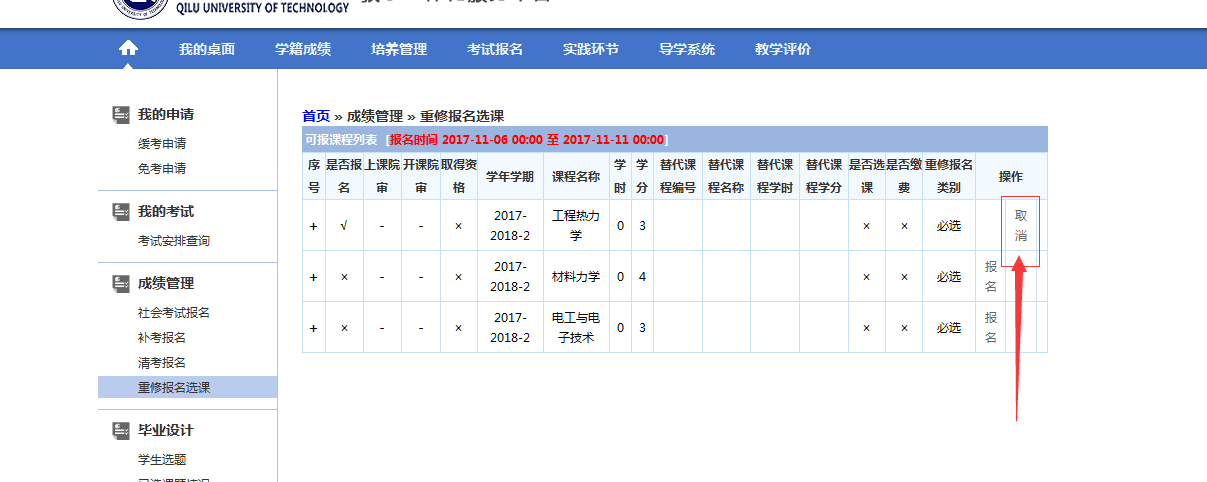 QILU UNIVERSITY OF TECHNOLOGY
我的桌面 学籍成绩 培养管理 考试报名 实践环节 导学系统 教学评价
我的申请
缓考申请
免考申请
我的考试
考试安排查询
成绩管理
社会考试报名
补考报名
清考报名
重修报名选课
毕业设计
学生选题
首页 » 成绩管理 » 重修报名选课
可报课程列表 [报名时间 2017-11-06 00:00 至 2017-11-11 00:00]
序号 是否报名 上课院审 开课院审 取得资格 学年学期 课程名称 学时 学分 替代课程编号 替代课程名称 替代课程学时 替代课程学分 是否选课 是否缴费 重修报名类别 操作
+ √ - - × 2017-2018-2 工程热力学 0 3 × × 必选 取消
+ × - - × 2017-2018-2 材料力学 0 4 × × 必选 报名
+ × - - × 2017-2018-2 电工与电子技术 0 3 × × 必选 报名